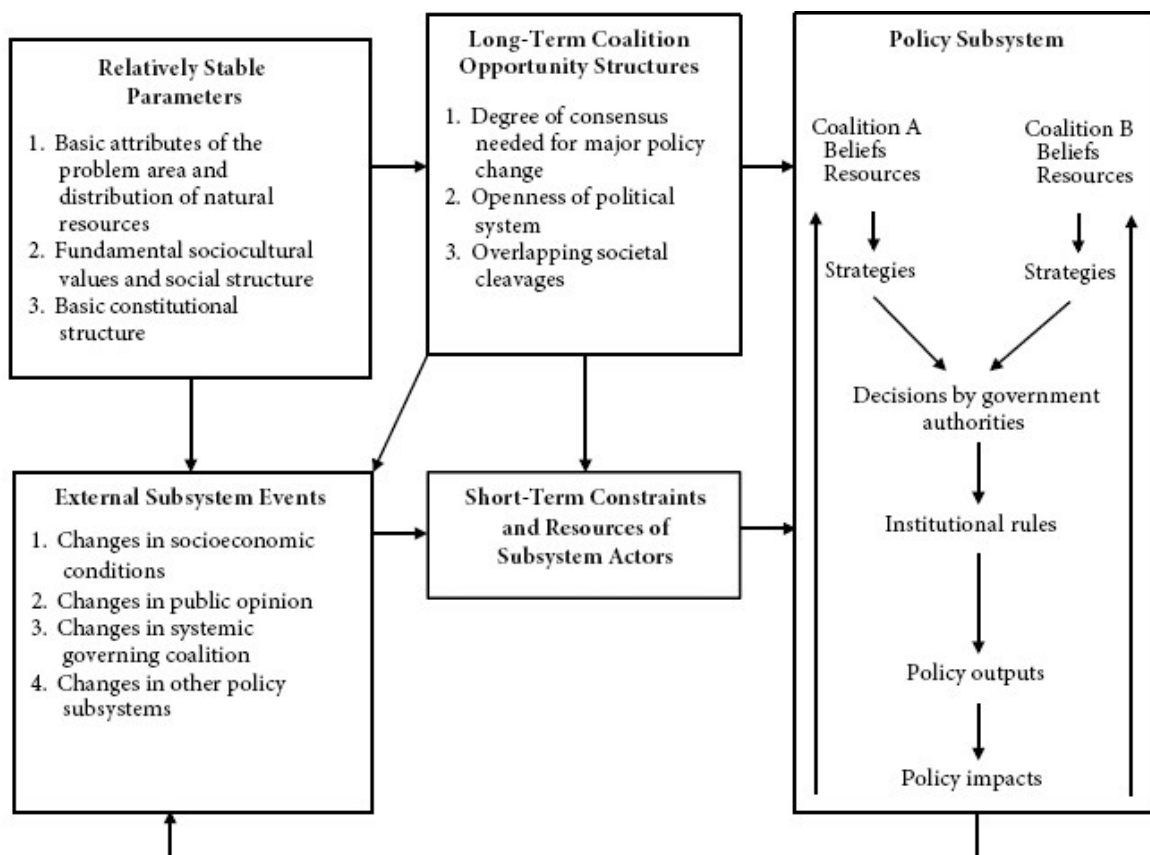 Relatively Stable
Parameters
1. Basic attributes of the
problem area and
distribution of natural
resources
2. Fundamental sociocultural
values and social structure
3. Basic constitutional
structure
Long-Term Coalition
Opportunity Structures
1. Degree of consensus
needed for major policy
change
2. Openness of political
system
3. Overlapping societal
cleavages
Policy Subsystem
Coalition A
Beliefs
Resources
Coalition B
Beliefs
Resources
Strategies
Strategies
Decisions by government
authorities
Institutional rules
Policy outputs
Policy impacts
External Subsystem Events
1. Changes in socioeconomic
conditions
2. Changes in public opinion
3. Changes in systemic
governing coalition
4. Changes in other policy
subsystems
Short-Term Constraints
and Resources of
Subsystem Actors